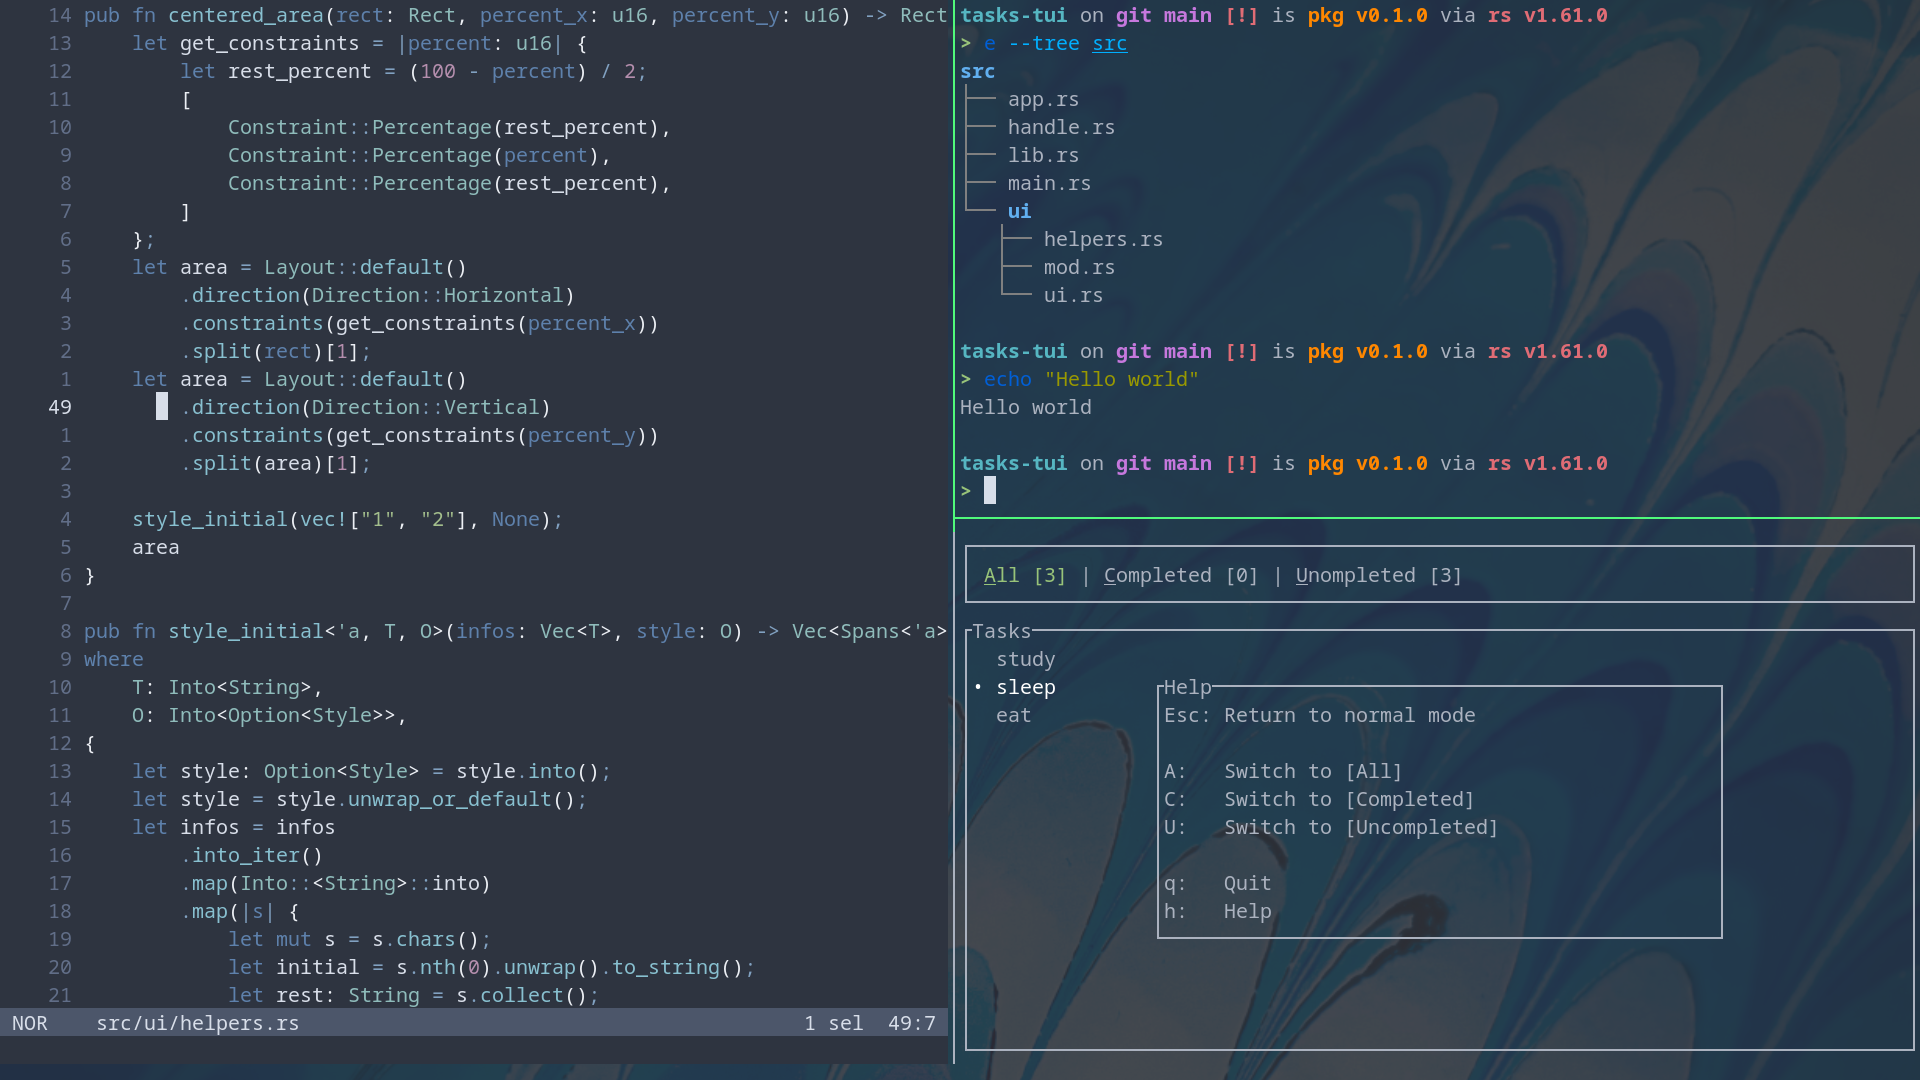 14 pub fn centered_area(rect: Rect, percent_x: u16, percent_y: u16) -> Rect
13     let get_constraints = |percent: u16| {
12         let rest_percent = (100 - percent) / 2;
11         [
10             Constraint::Percentage(rest_percent),
9             Constraint::Percentage(percent),
8             Constraint::Percentage(rest_percent),
7         ]
6     };
5     let area = Layout::default()
4         .direction(Direction::Horizontal)
3         .constraints(get_constraints(percent_x))
2         .split(rect)[1];
1     let area = Layout::default()
49         .direction(Direction::Vertical)
1         .constraints(get_constraints(percent_y))
2         .split(area)[1];
3
4     style_initial(vec!["1", "2"], None);
5     area
6 }
7
8 pub fn style_initial<'a, T, O>(infos: Vec<T>, style: O) -> Vec<Spans<'a>
9 where
10     T: Into<String>,
11     O: Into<Option<Style>>,
12 {
13     let style: Option<Style> = style.into();
14     let style = style.unwrap_or_default();
15     let infos = infos
16         .into_iter()
17         .map(Into::<String>::into)
18         .map(|s| {
19             let mut s = s.chars();
20             let initial = s.nth(0).unwrap().to_string();
21             let rest: String = s.collect();
NOR    src/ui/helpers.rs    1 sel  49:7
tasks-tui on git main [!] is pkg v0.1.0 via rs v1.61.0
> e --tree src
src
├── app.rs
├── handle.rs
├── lib.rs
├── main.rs
└── ui
   ├── helpers.rs
   ├── mod.rs
   └── ui.rs
tasks-tui on git main [!] is pkg v0.1.0 via rs v1.61.0
> echo "Hello world"
Hello world
tasks-tui on git main [!] is pkg v0.1.0 via rs v1.61.0
>
All [3] | Completed [0] | Unompleted [3]
Tasks
study
• sleep
eat
Help
Esc: Return to normal mode
A:   Switch to [All]
C:   Switch to [Completed]
U:   Switch to [Uncompleted]
q:   Quit
h:   Help